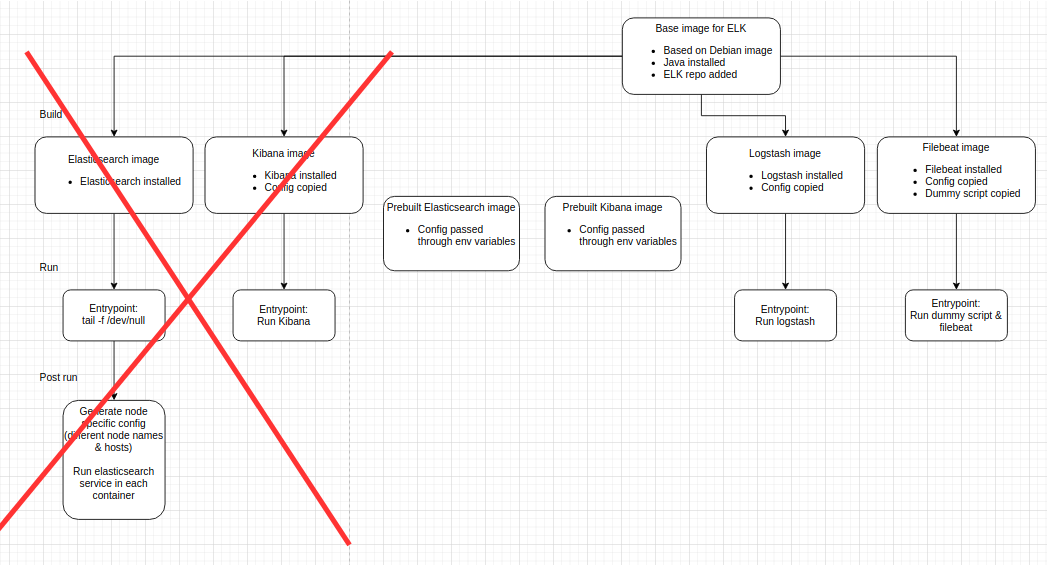 Base image for ELK
• Based on Debian image
• Java installed
• ELK repo added
Build
Elasticsearch image
• Elasticsearch installed
Kibana image
• Kibana installed
• Config copied
Prebuilt Elasticsearch image
• Config passed
through env variables
Prebuilt Kibana image
• Config passed
through env variables
Logstash image
• Logstash installed
• Config copied
Filebeat image
• Filebeat installed
• Config copied
• Dummy script copied
Run
Entrypoint:
tail -f /dev/null
Entrypoint:
Run Kibana
Entrypoint:
Run logstash
Entrypoint:
Run dummy script &
filebeat
Post run
Generate node
specific config
(different node names
& hosts)
Run elasticsearch
service in each
container